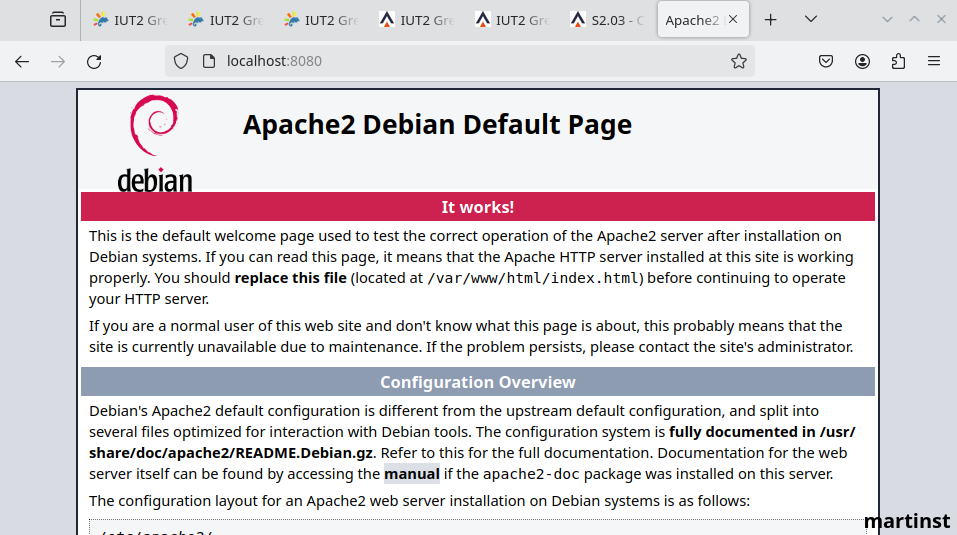 IUT2 Gre
IUT2 Gre
IUT2 Gre
IUT2 Gre
IUT2 Gre
S2.03 - C
Apache2
localhost:8080
debian
Apache2 Debian Default Page
It works!
This is the default welcome page used to test the correct operation of the Apache2 server after installation on
Debian systems. If you can read this page, it means that the Apache HTTP server installed at this site is working
properly. You should replace this file (located at /var/www/html/index.html) before continuing to operate
your HTTP server.
If you are a normal user of this web site and don't know what this page is about, this probably means that the
site is currently unavailable due to maintenance. If the problem persists, please contact the site's administrator.
Configuration Overview
Debian's Apache2 default configuration is different from the upstream default configuration, and split into
several files optimized for interaction with Debian tools. The configuration system is fully documented in /usr/
share/doc/apache2/README.Debian.gz. Refer to this for the full documentation. Documentation for the web
server itself can be found by accessing the manual if the apache2-doc package was installed on this server.
The configuration layout for an Apache2 web server installation on Debian systems is as follows:
/etc/apache2/
martinst